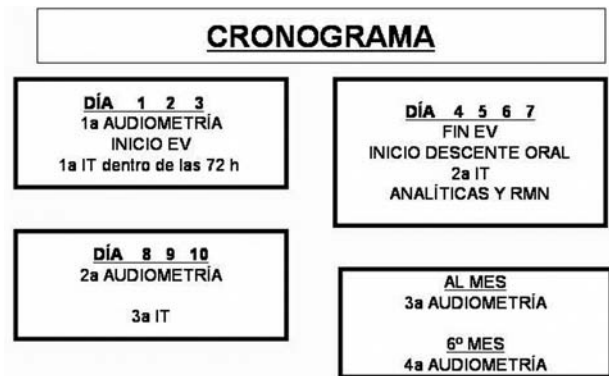 CRONOGRAMA
DÍA 1 2 3
1a AUDIOMETRÍA
INICIO EV
1a IT dentro de las 72 h
DÍA 4 5 6 7
FIN EV
INICIO DESCENTE ORAL
2a IT
ANALÍTICAS Y RMN
DÍA 8 9 10
2a AUDIOMETRÍA
3a IT
AL MES
3a AUDIOMETRÍA
6º MES
4a AUDIOMETRÍA